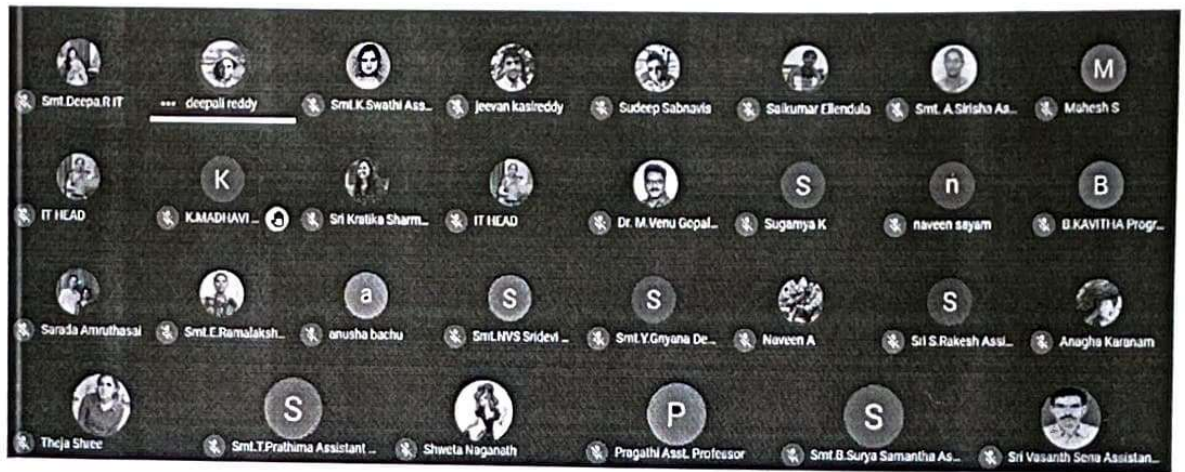 M
Smt.Deepa.R IT ... deepali reddy Smt.K.Swathi Ass... jeevan kasireddy Sudeep Sabnavis Saikumar Ellendula Smt. A.Sirisha As... Mahesh S
K S n B
IT HEAD K.MADHAVI ... Sri Kratika Sharm... IT HEAD Dr. M.Venu Gopal... Sugamya K naveen sayam B.KAVITHA Progr...
a S S S
Sarada Amruthasai Smt.E.Ramalaksh... anusha bachu Smt.NVS Sridevi ... Smt.Y.Gnyana De... Naveen A Sri S.Rakesh Assi... Anagha Karanam
S P S
Theja Shree Smt.T.Prathima Assistant ... Shweta Naganath Pragathi Asst. Professor Smt.B.Surya Samantha As... Sri Vasanth Sena Assistan...